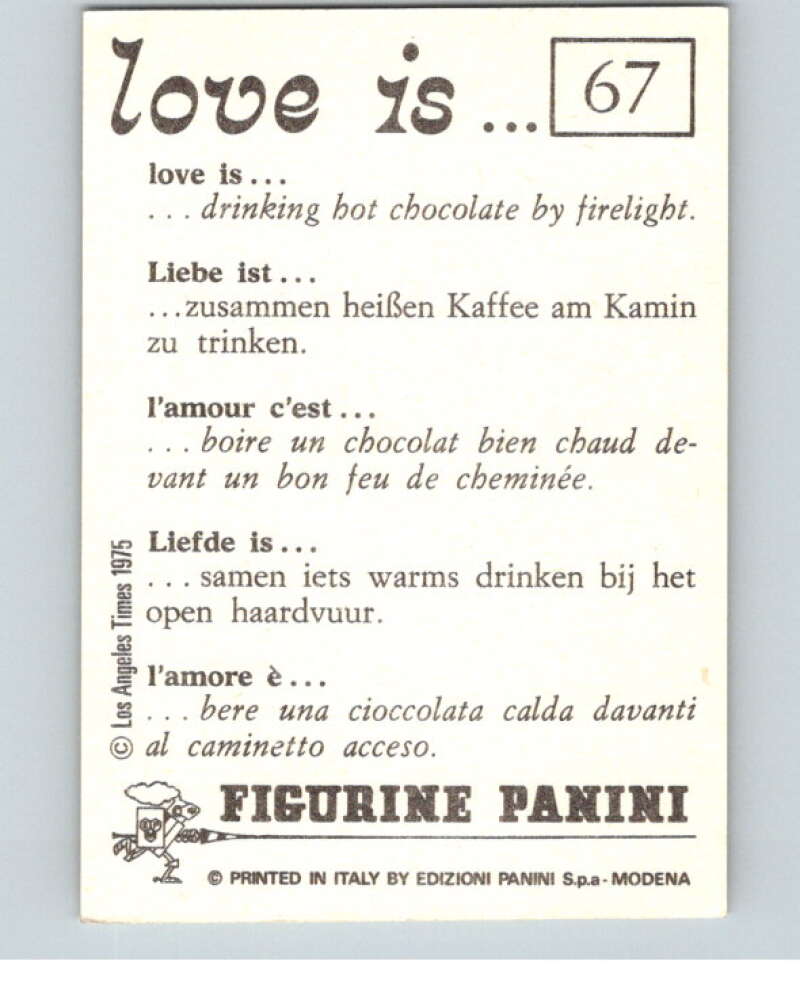 love is ... 67
love is...
... drinking hot chocolate by firelight.
Liebe ist...
...zusammen heißen Kaffee am Kamin
zu trinken.
l'amour c'est...
... boire un chocolat bien chaud de-
vant un bon feu de cheminée.
Liefde is...
... samen iets warms drinken bij het
open haardvuur.
l'amore è...
... bere una cioccolata calda davanti
al caminetto acceso.
© Los Angeles Times 1975
FIGURINE PANINI
© PRINTED IN ITALY BY EDIZIONI PANINI S.p.a - MODENA